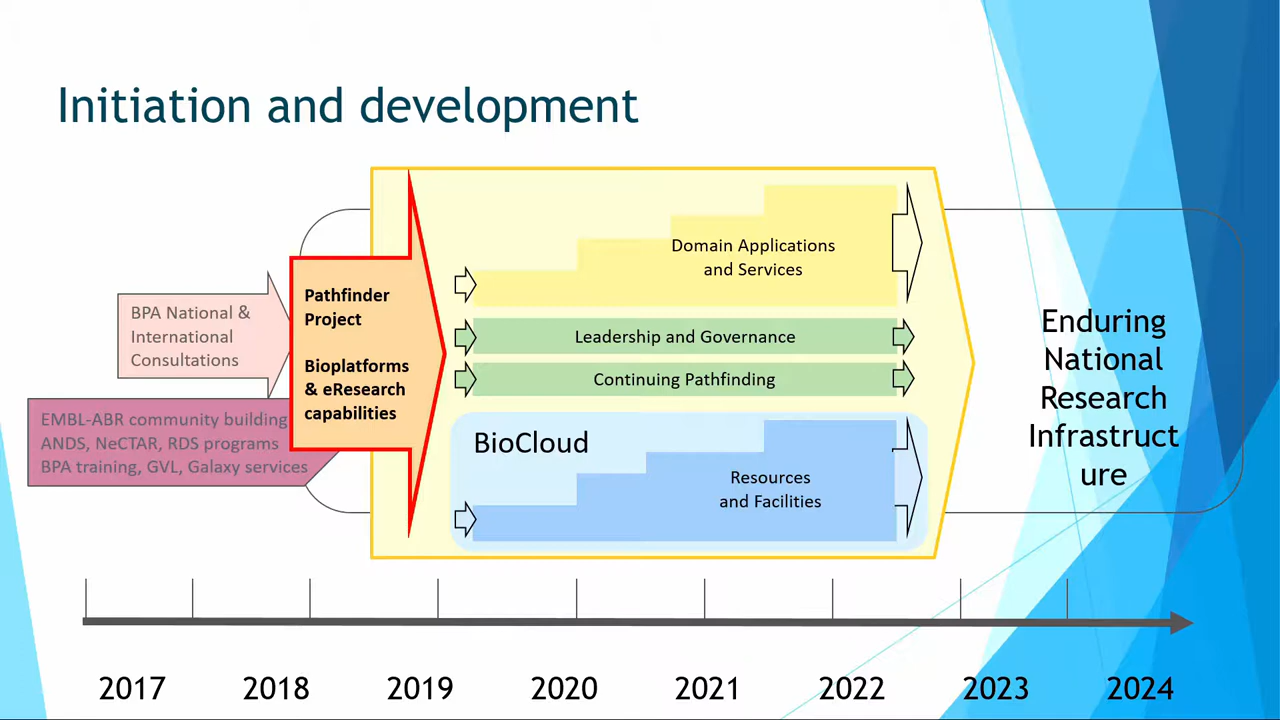 Initiation and development
BPA National &
International
Consultations
EMBL-ABR community building
ANDS, NeCTAR, RDS programs
BPA training, GVL, Galaxy services
Pathfinder
Project
Bioplatforms
& eResearch
capabilities
Domain Applications
and Services
Leadership and Governance
Continuing Pathfinding
BioCloud
Resources
and Facilities
Enduring
National
Research
Infrastruct
ure
2017 2018 2019 2020 2021 2022 2023 2024